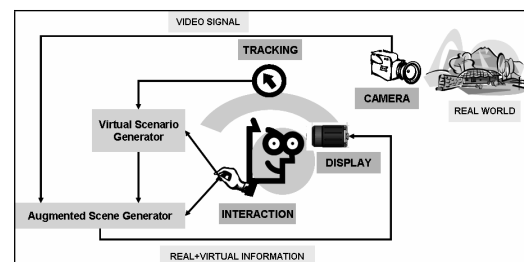 VIDEO SIGNAL
TRACKING
CAMERA
REAL WORLD
Virtual Scenario
Generator
DISPLAY
Augmented Scene Generator
INTERACTION
REAL+VIRTUAL INFORMATION